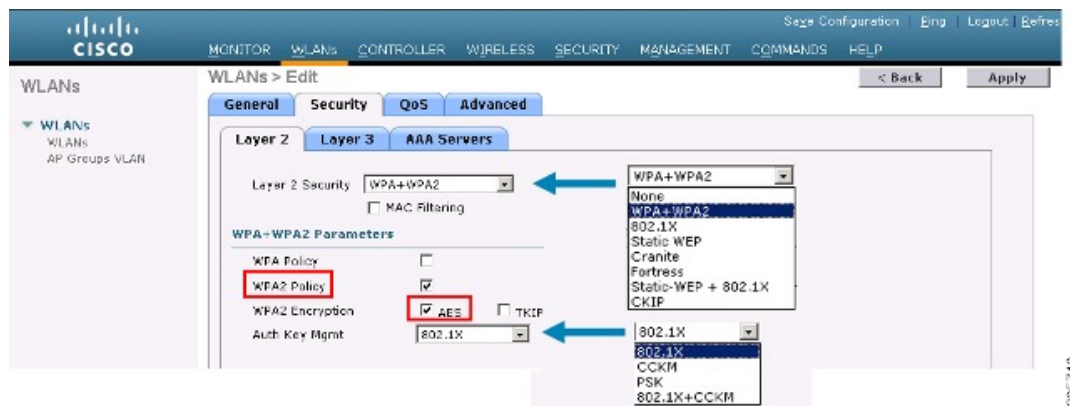 Save Configuration | Ping | Logout | Refres
CISCO
MONITOR WLANs CONTROLLER WIRELESS SECURITY MANAGEMENT COMMANDS HELP
WLANs
WLANs > Edit
< Back
Apply
General Security QoS Advanced
WLANs
WLANs
AP Groups VLAN
Layer 2 Layer 3 AAA Servers
Layer 2 Security WPA+WPA2
MAC Filtering
WPA+WPA2 Parameters
WPA Policy
WPA2 Policy
WPA2 Encryption AES TKIP
Auth Key Mgmt 802.1X
WPA+WPA2
None
WPA+WPA2
802.1X
Static WEP
Cranite
Fortress
Static-WEP + 802.1X
CKIP
802.1X
802.1X
CCKM
PSK
802.1X+CCKM